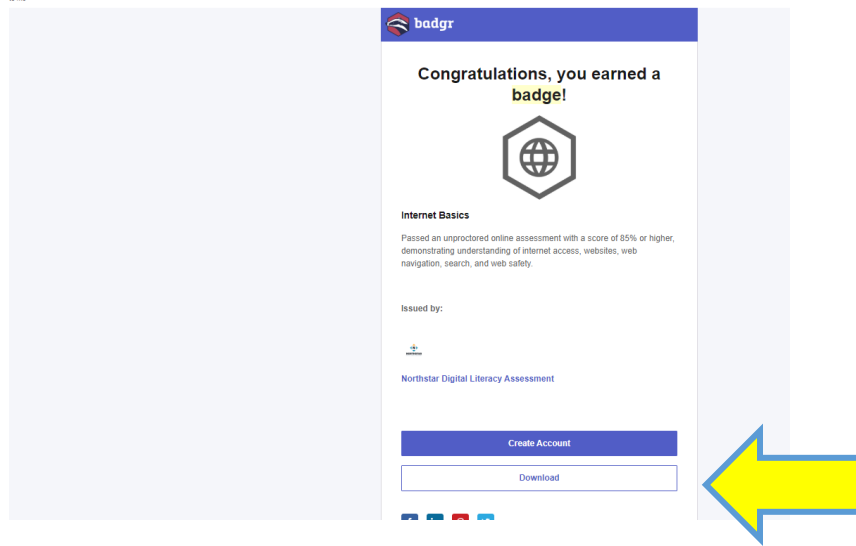 badgr
Congratulations, you earned a
badge!
Internet Basics
Passed an unproctored online assessment with a score of 85% or higher,
demonstrating understanding of internet access, websites, web
navigation, search, and web safety.
Issued by:
Northstar Digital Literacy Assessment
Create Account
Download